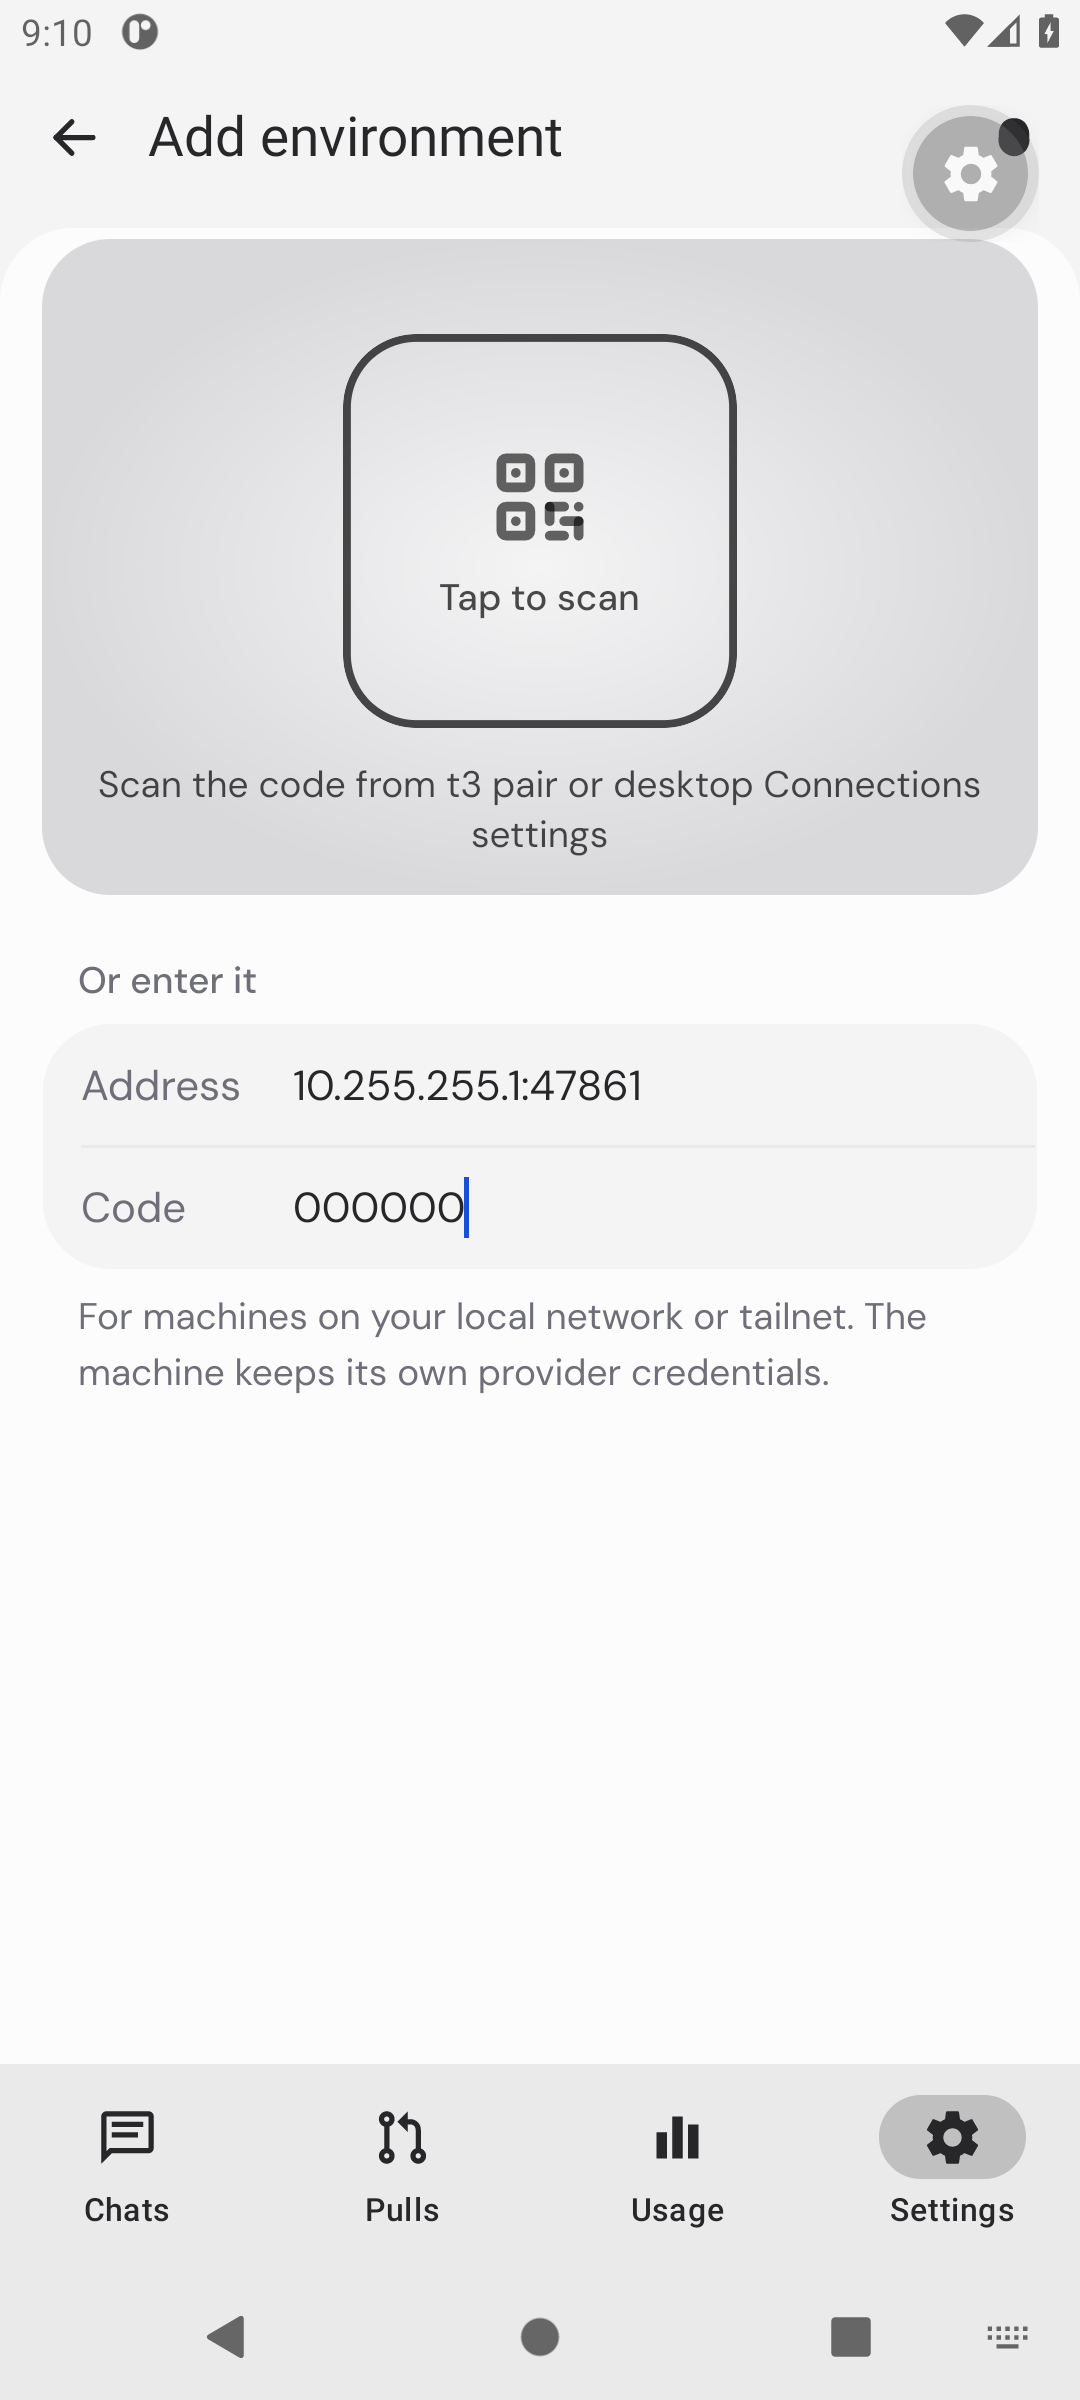 9:10
Add environment
Tap to scan
Scan the code from t3 pair or desktop Connections
settings
Or enter it
Address 10.255.255.1:47861
Code 000000
For machines on your local network or tailnet. The
machine keeps its own provider credentials.
Chats Pulls Usage Settings